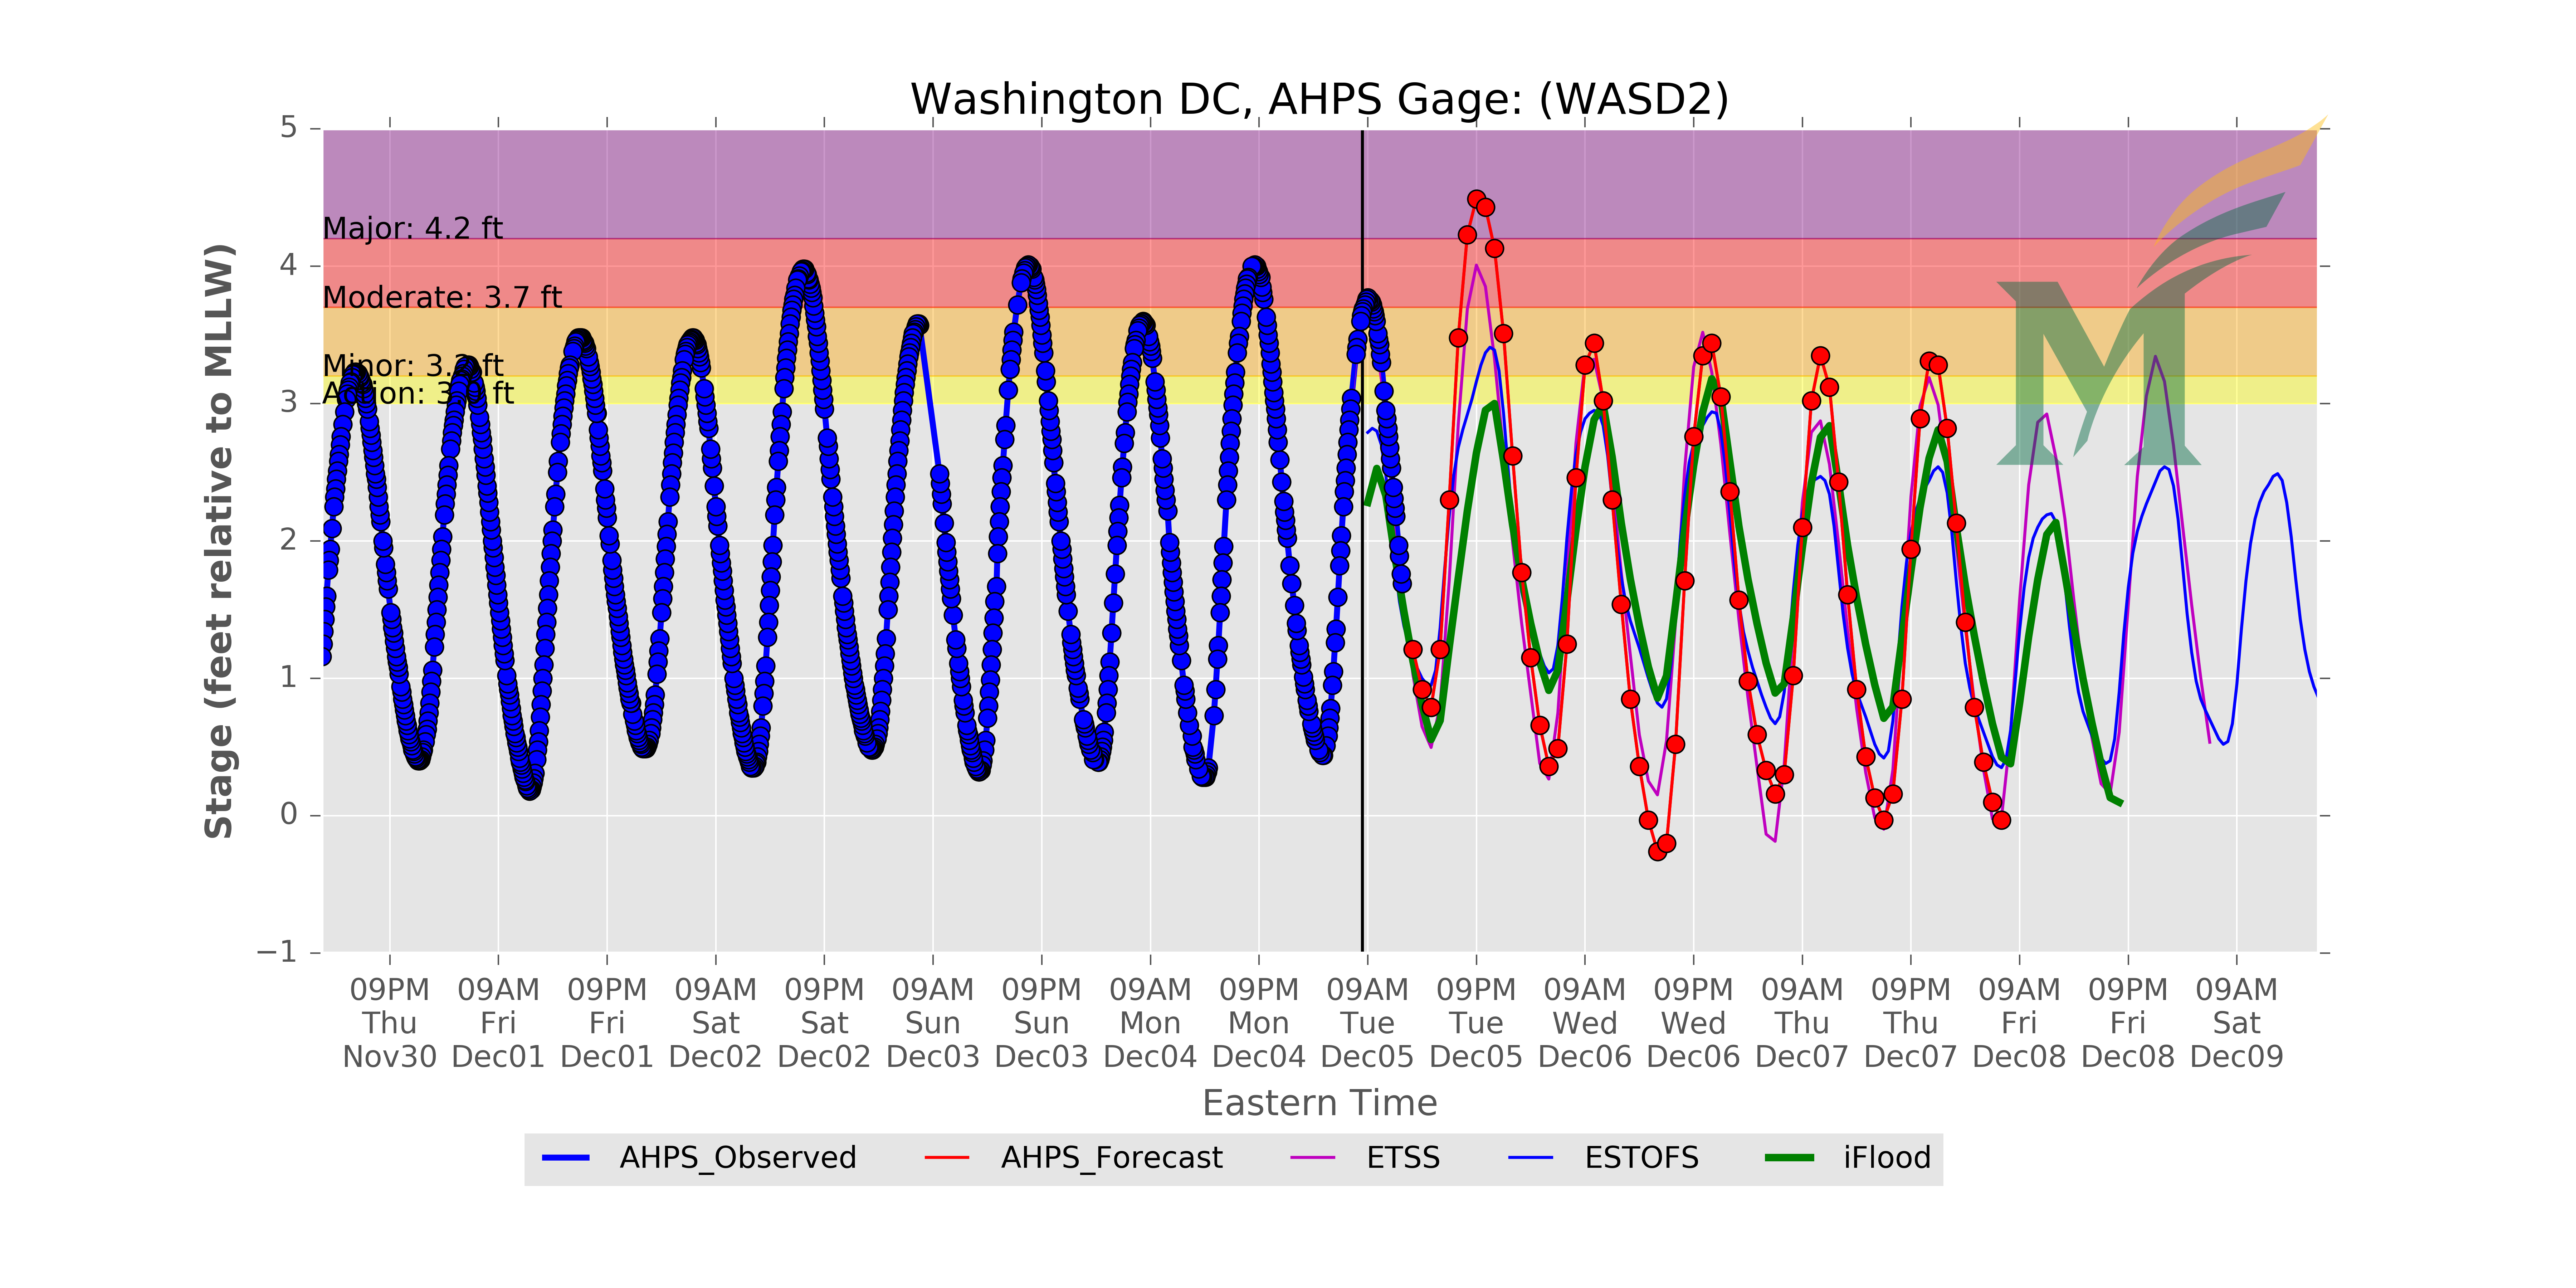 Washington DC, AHPS Gage: (WASD2)
Stage (feet relative to MLLW)
5
4
3
2
1
0
−1
Major: 4.2 ft
Moderate: 3.7 ft
Minor: 3.2 ft
Action: 3.0 ft
09PM 09AM 09PM 09AM 09PM 09AM 09PM 09AM 09PM 09AM 09PM 09AM 09PM 09AM 09PM 09AM 09PM 09AM
Thu Fri Fri Sat Sat Sun Sun Mon Mon Tue Tue Wed Wed Thu Thu Fri Fri Sat
Nov30 Dec01 Dec01 Dec02 Dec02 Dec03 Dec03 Dec04 Dec04 Dec05 Dec05 Dec06 Dec06 Dec07 Dec07 Dec08 Dec08 Dec09
Eastern Time
AHPS_Observed AHPS_Forecast ETSS ESTOFS iFlood
M